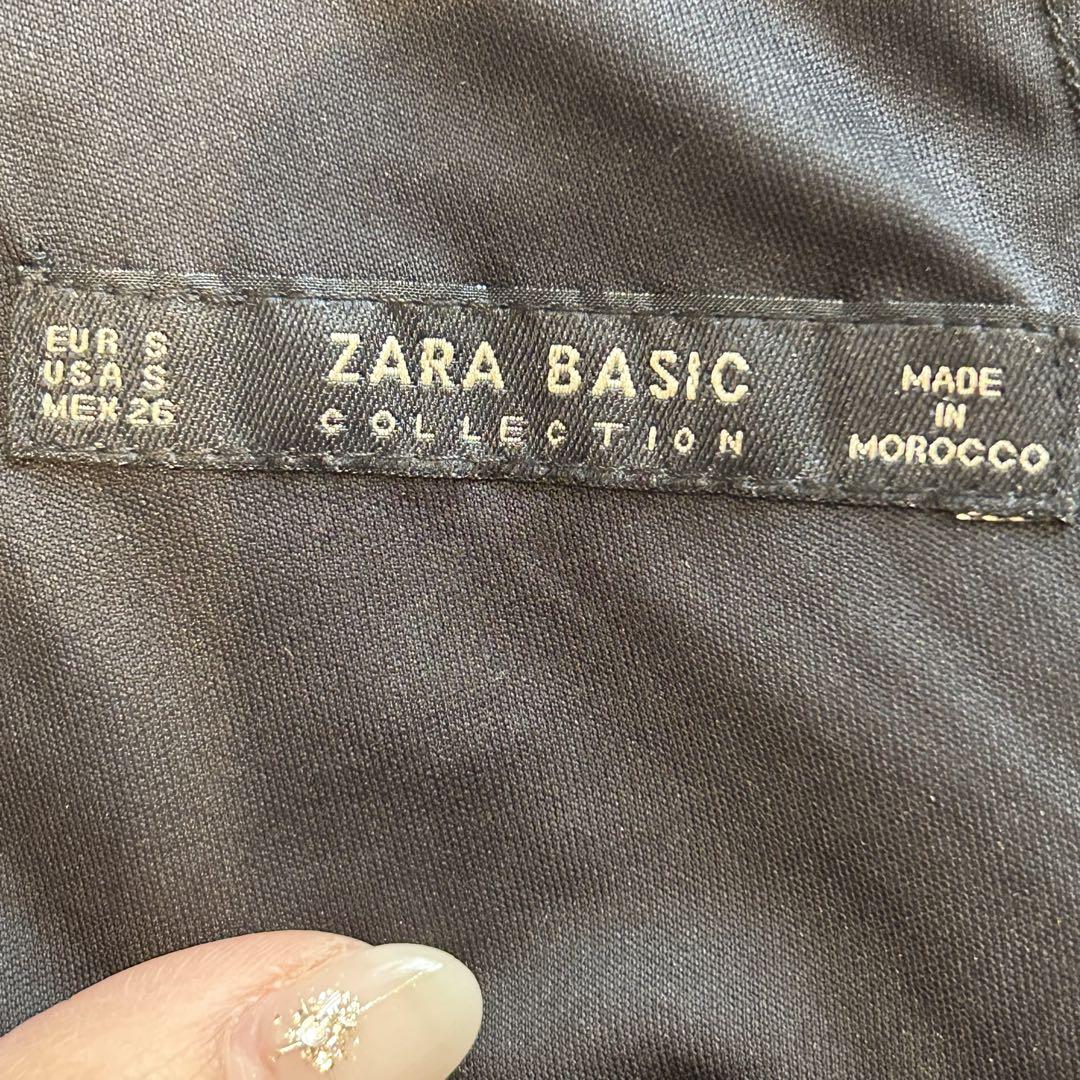 EUR S
USA S
MEX 26
ZARA BASIC
COLLECTION
MADE
IN
MOROCCO